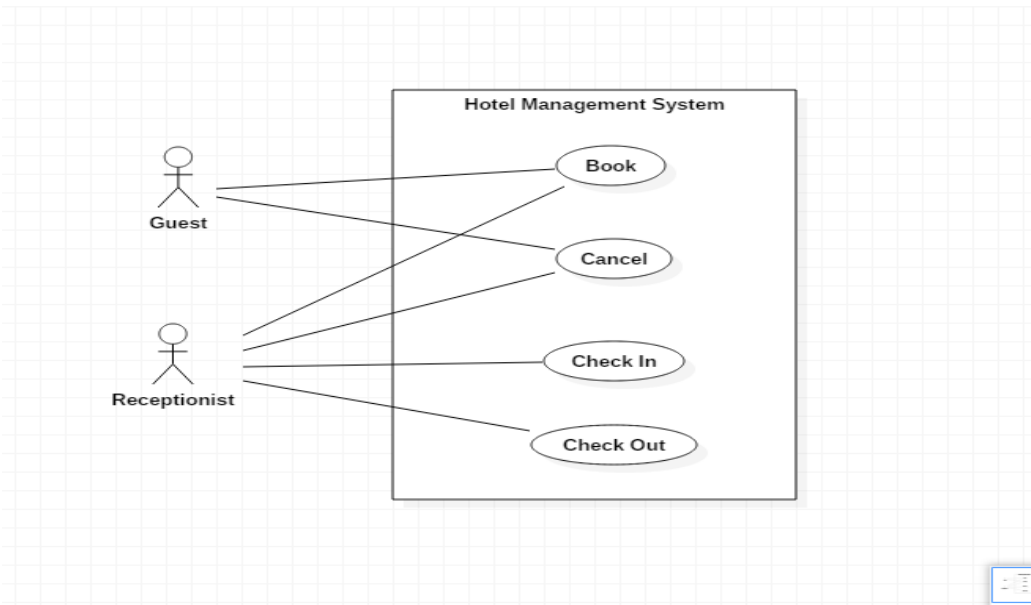 Hotel Management System
Book
Guest
Cancel
Check In
Receptionist
Check Out